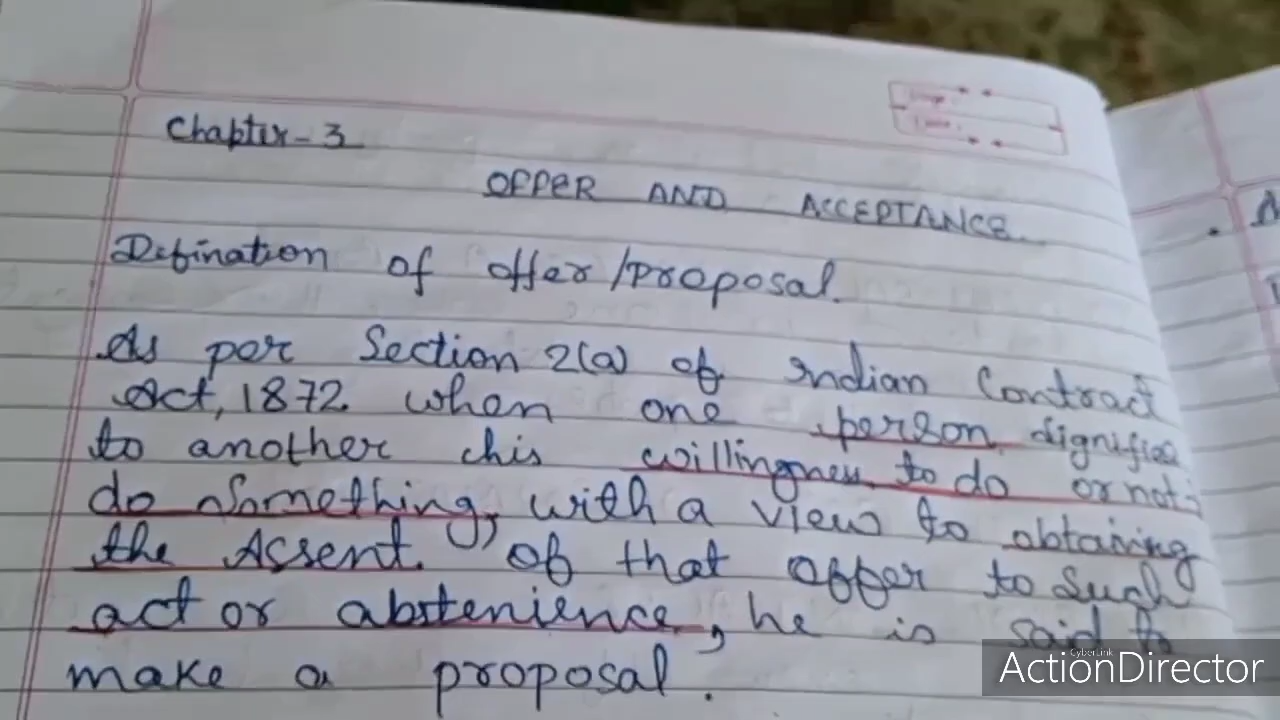 Chapter-3
OFFER AND ACCEPTANCE.
Defination of offer/proposal.
As per Section 2(a) of Indian Contract
Act, 1872 when one person signifies
to another his willingness to do or not
do something, with a view to obtaining
the Assent of that offer to such
act or abstenience, he is said to
make a proposal.
CyberLink
ActionDirector